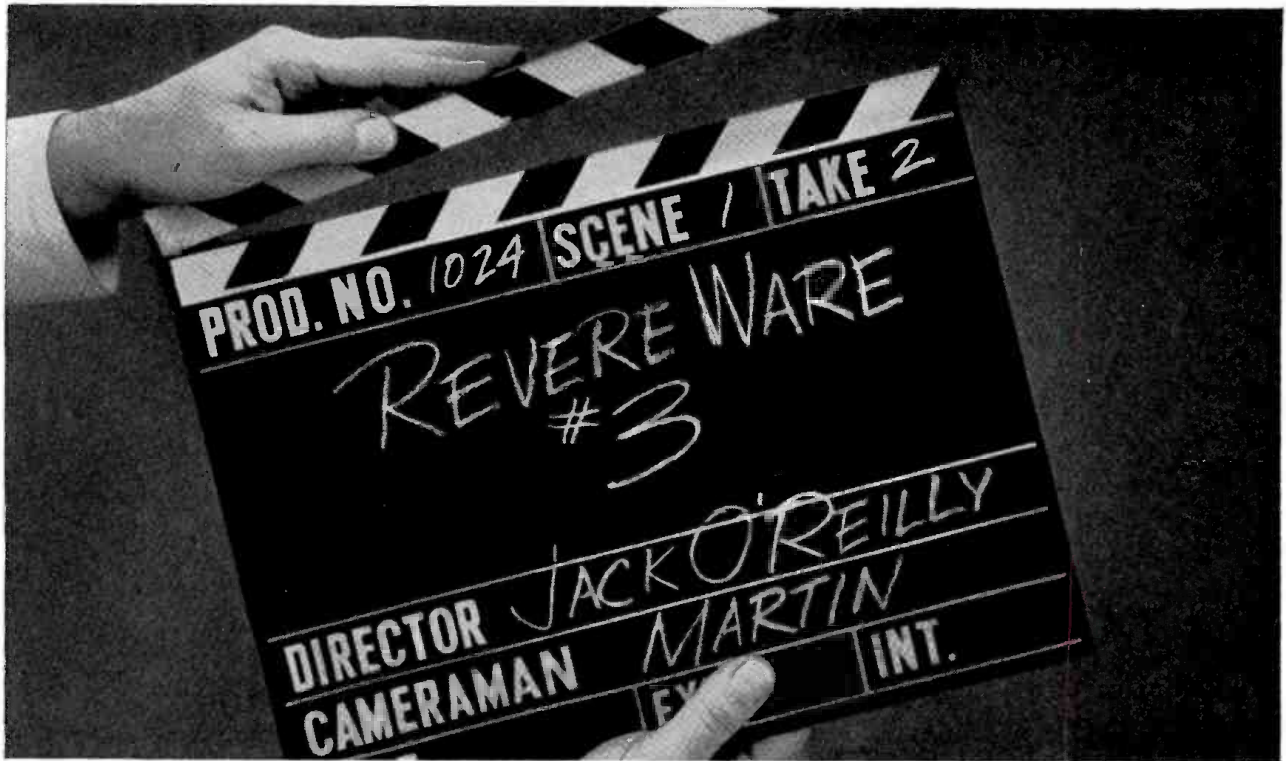 PROD. NO. 1024 SCENE 1 TAKE 2
REVERE WARE
#3
DIRECTOR JACK O'REILLY
CAMERAMAN MARTIN
INT.